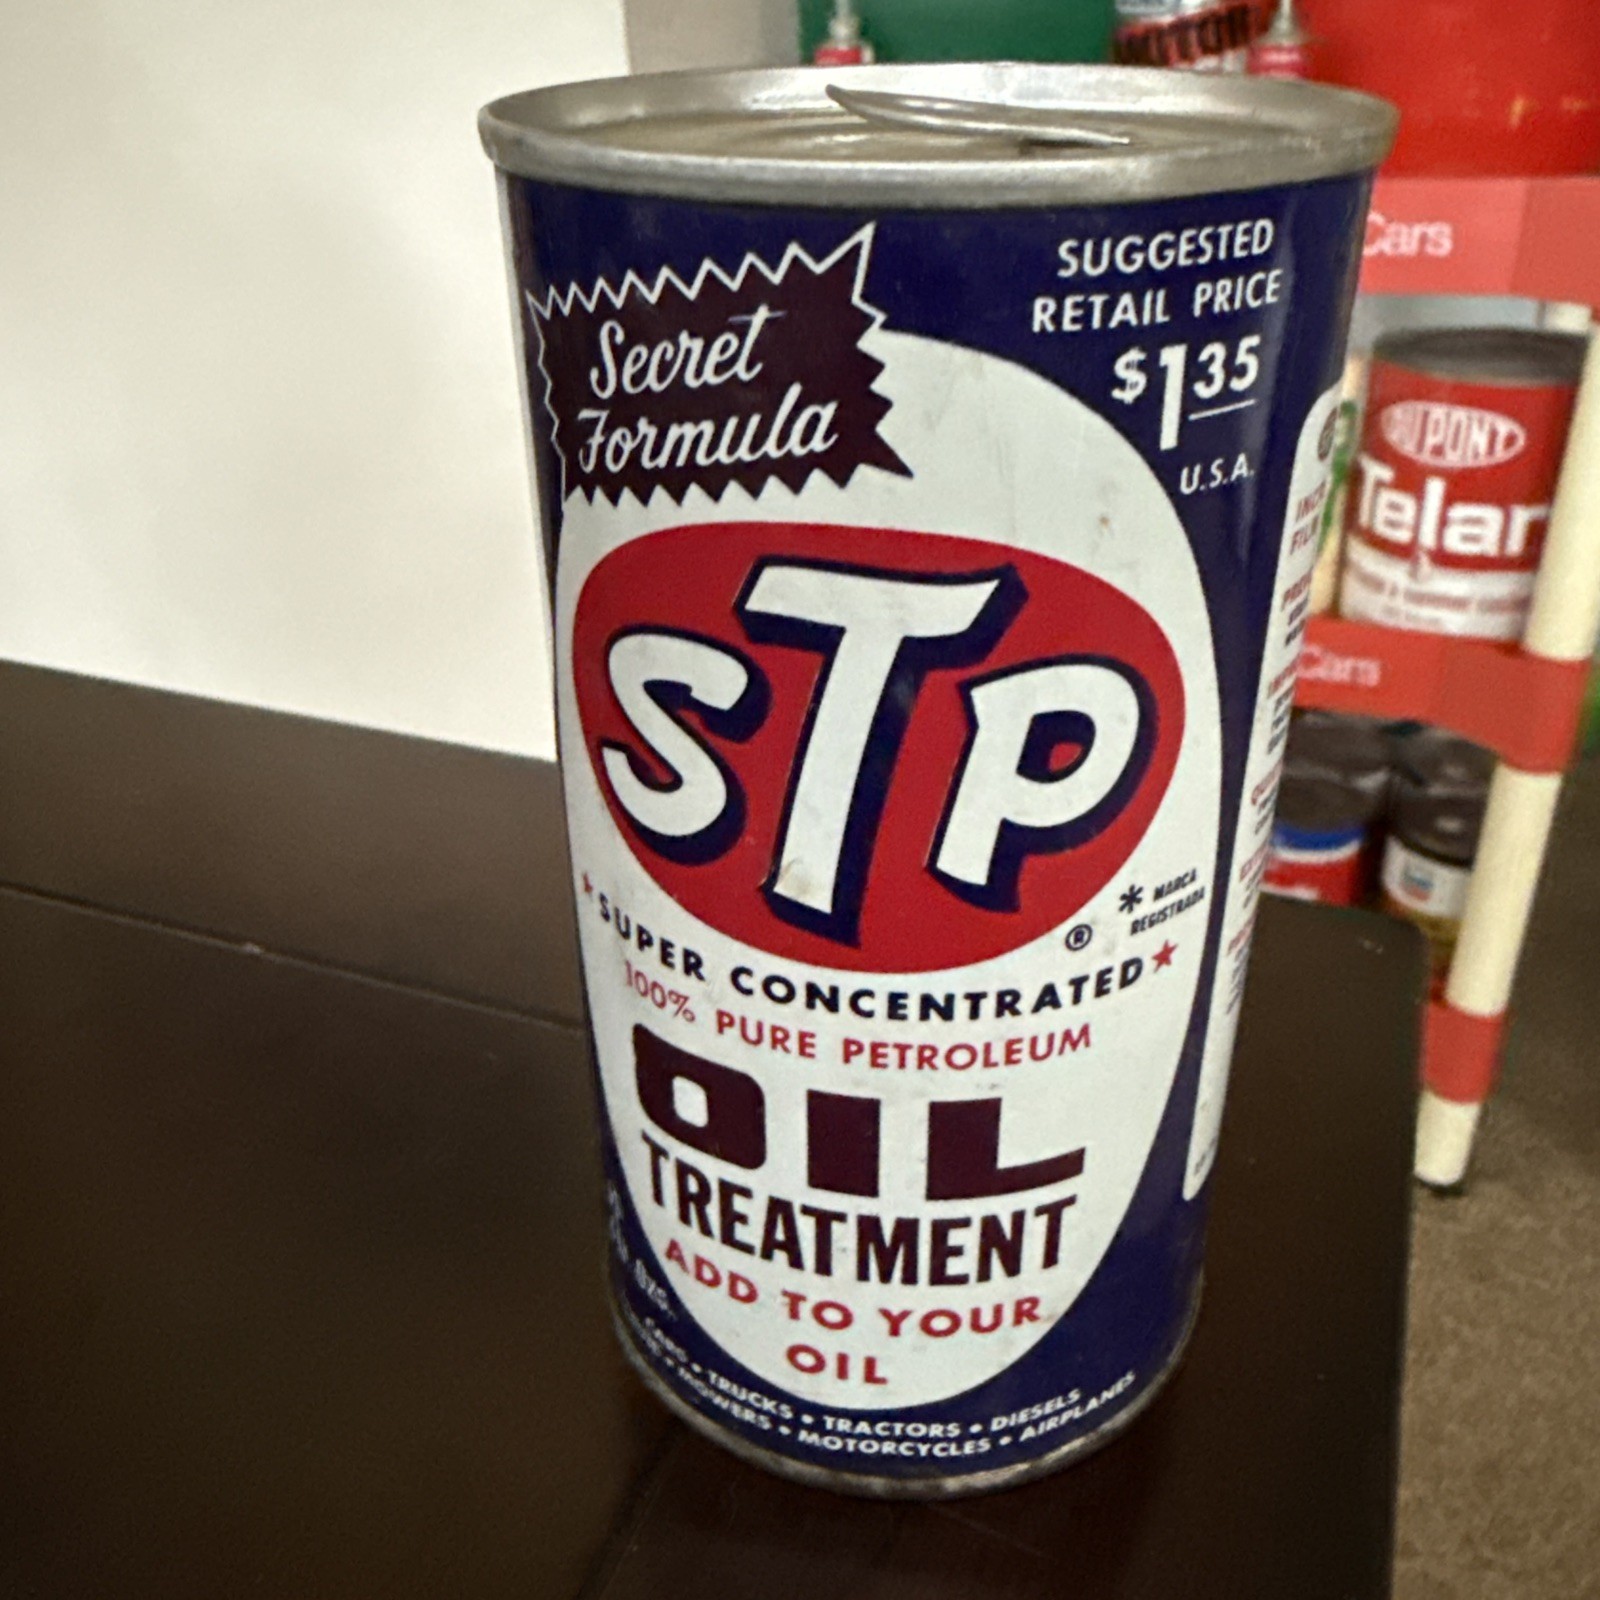 Secret
Formula
SUGGESTED
RETAIL PRICE
$1 35
U.S.A.
STP
®
* MARCA
REGISTRADA
SUPER CONCENTRATED
100% PURE PETROLEUM
OIL
TREATMENT
ADD TO YOUR
OIL
CARS • TRUCKS • TRACTORS • DIESELS
MOWERS • MOTORCYCLES • AIRPLANES
Cars
DUPONT
Telar
Cars